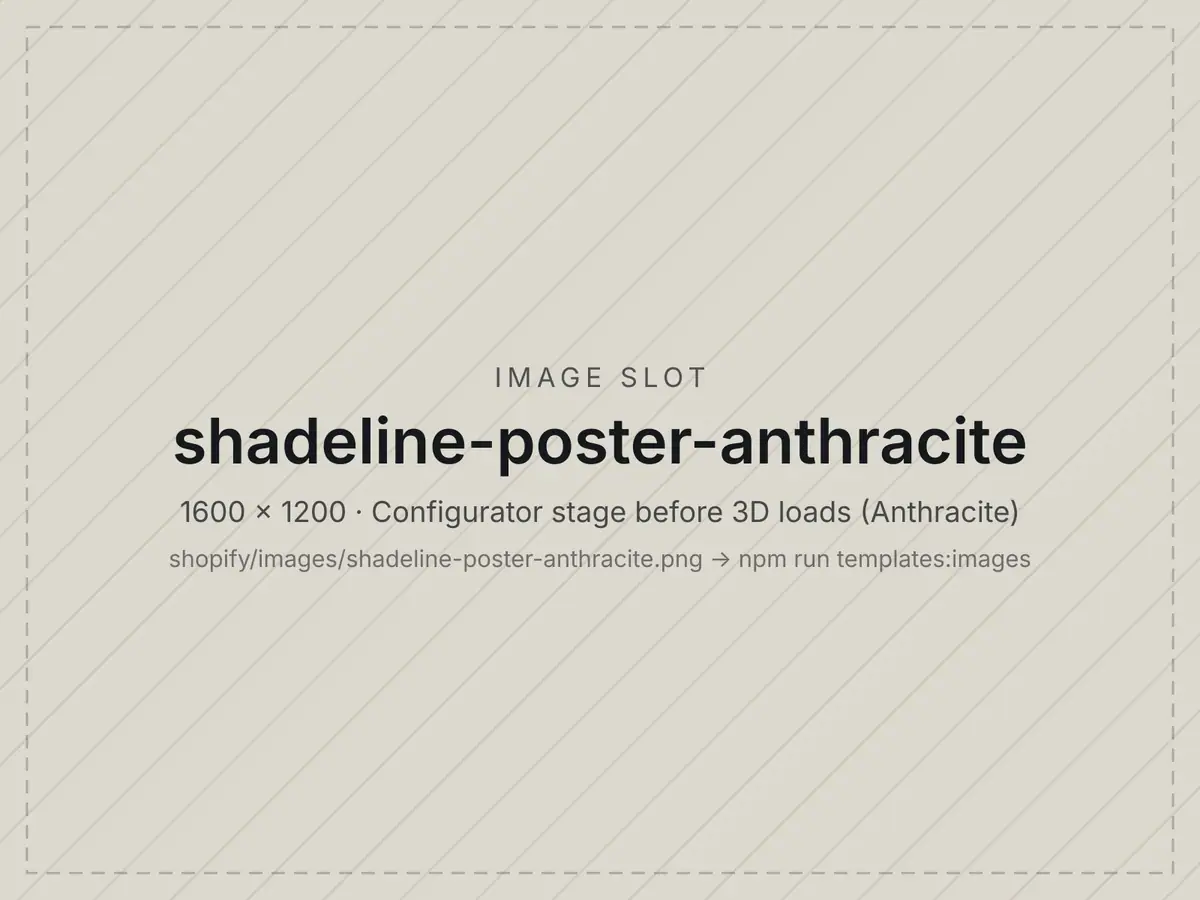 IMAGE SLOT
shadeline-poster-anthracite
1600 × 1200 · Configurator stage before 3D loads (Anthracite)
shopify/images/shadeline-poster-anthracite.png → npm run templates:images